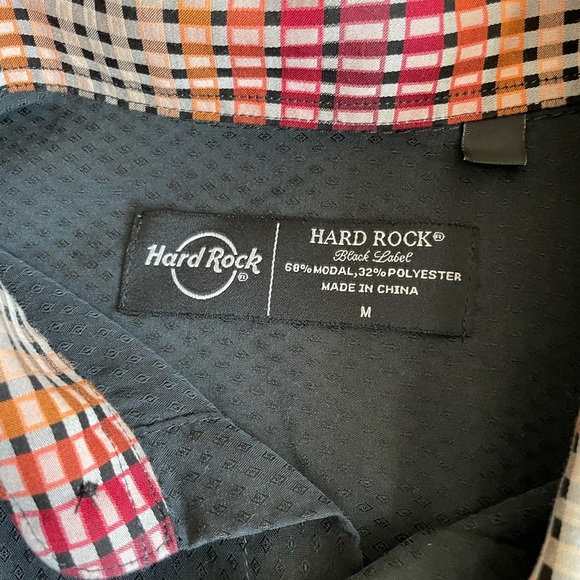 Hard Rock®
HARD ROCK®
Black Label
68% MODAL, 32% POLYESTER
MADE IN CHINA
M